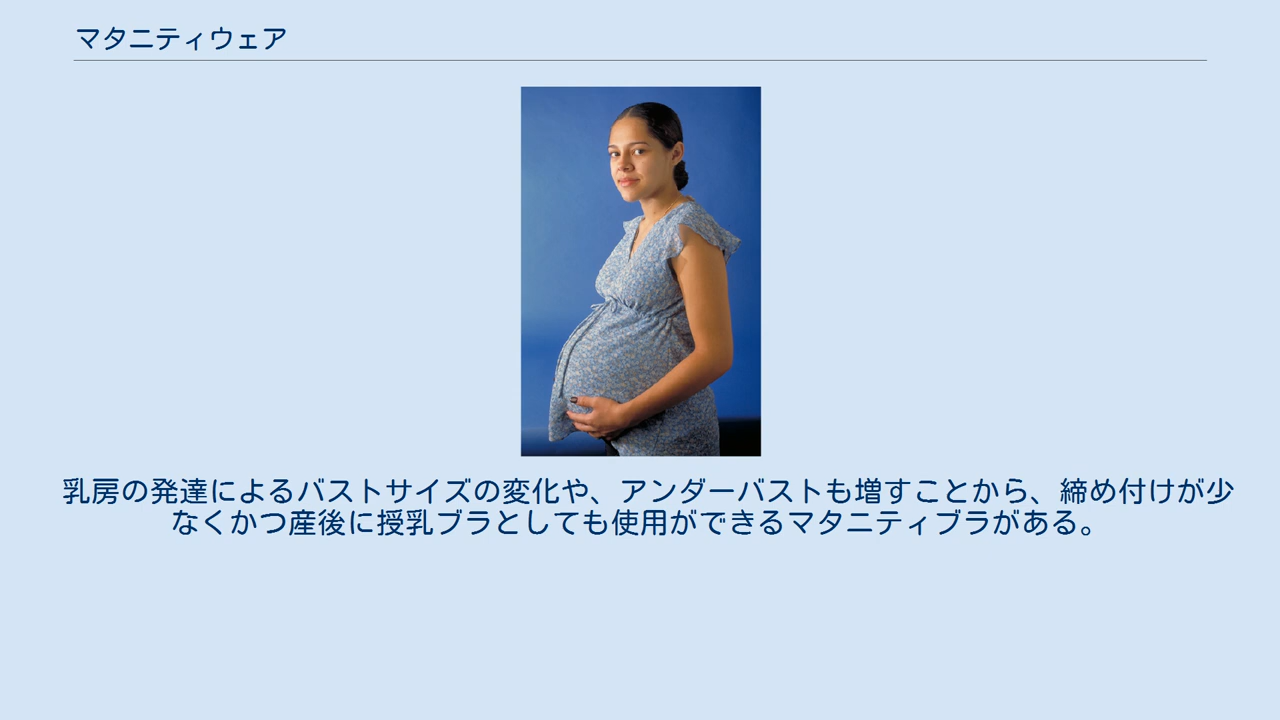 マタニティウェア
乳房の発達によるバストサイズの変化や、アンダーバストも増すことから、締め付けが少
なくかつ産後に授乳ブラとしても使用ができるマタニティブラがある。